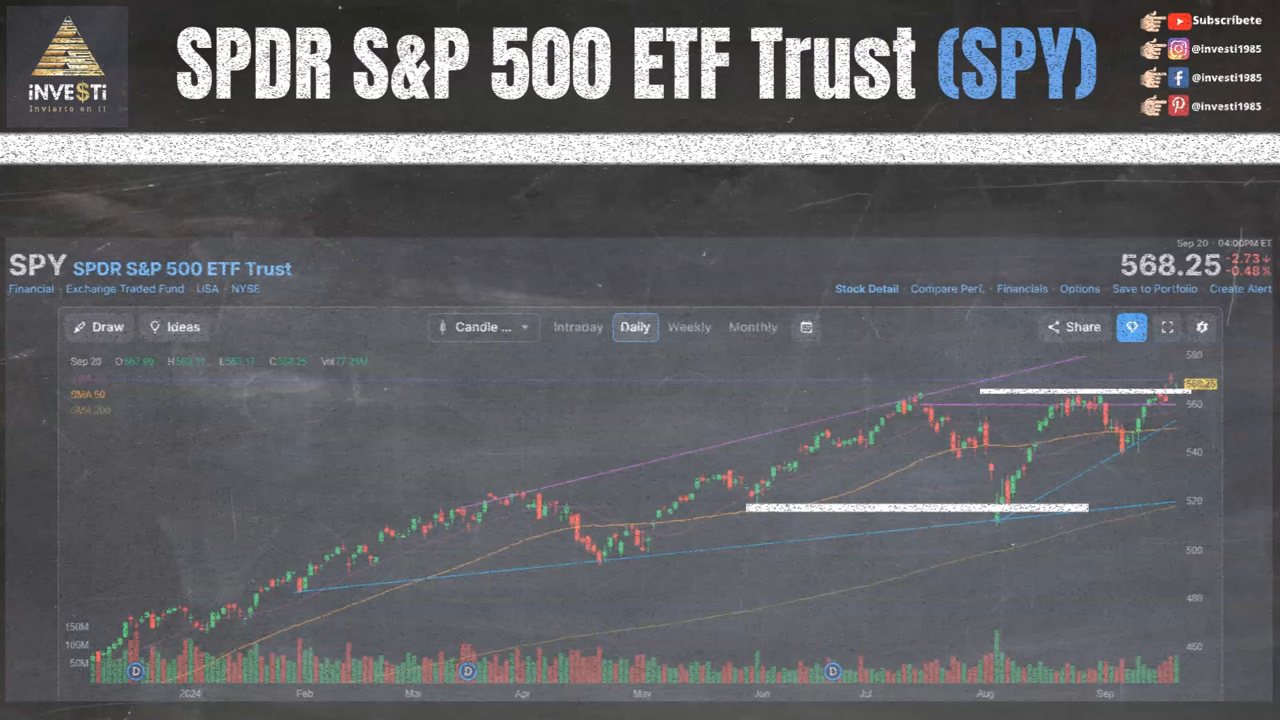 SPDR S&P 500 ETF Trust (SPY)
iNVE$Ti
Invierte en ti
Subscríbete
@investi1985
@investi1985
@investi1985
SPY SPDR S&P 500 ETF Trust
Financial · Exchange Traded Fund · USA · NYSE
Sep 20 · 04:00PM ET
568.25 -2.73↓
-0.48%
Stock Detail · Compare Perf. · Financials · Options · Save to Portfolio · Create Alert
Draw Ideas Candle ... Intraday Daily Weekly Monthly Share
Sep 20
SMA 50
SMA 200
580
568.25
560
540
520
500
480
460
150M
100M
50M
D D D
2024 Feb Mar Apr May Jun Jul Aug Sep